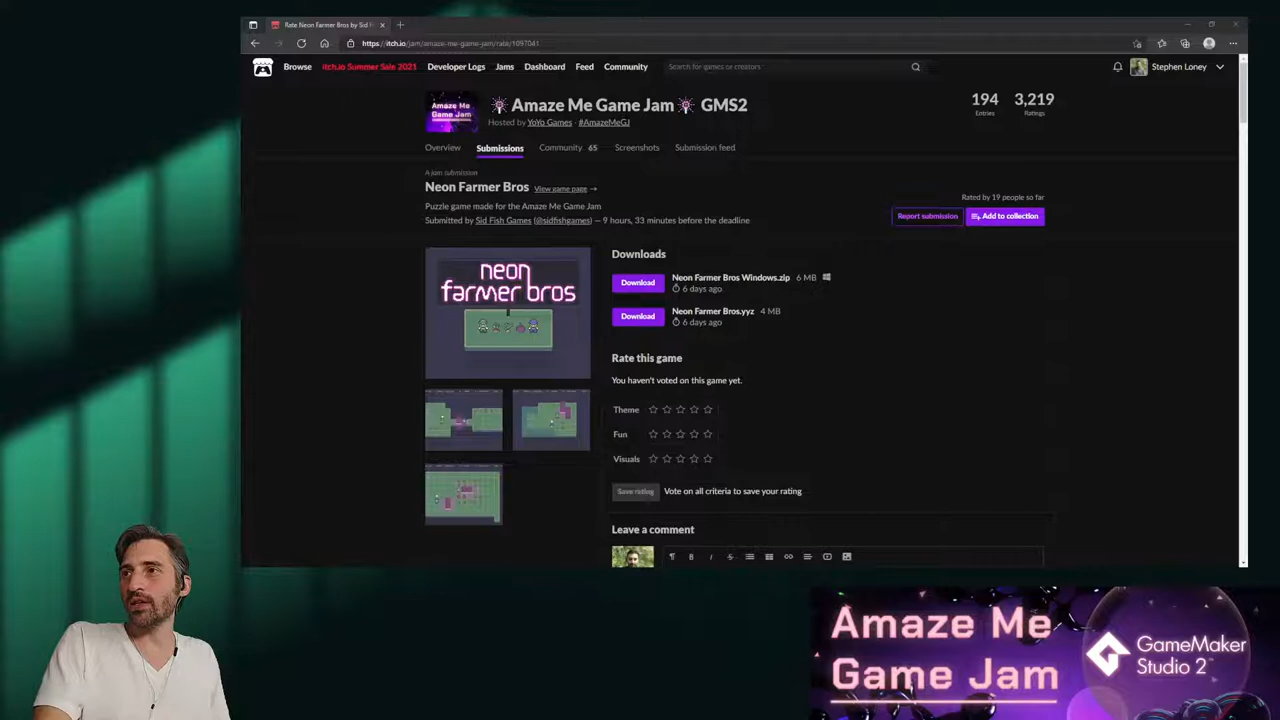 Rate Neon Farmer Bros by Sid F
https://itch.io/jam/amaze-me-game-jam/rate/1097041
Browse
itch.io Summer Sale 2021
Developer Logs
Jams
Dashboard
Feed
Community
Search for games or creators
Stephen Loney
Amaze Me Game Jam
Amaze Me Game Jam GMS2
194
Entries
3,219
Ratings
Hosted by YoYo Games · #AmazeMeGJ
Overview
Submissions
Community 65
Screenshots
Submission feed
A jam submission
Neon Farmer Bros View game page →
Rated by 19 people so far
Puzzle game made for the Amaze Me Game Jam
Submitted by Sid Fish Games (@sidfishgames) — 9 hours, 33 minutes before the deadline
Report submission
Add to collection
neon
farmer bros
Downloads
Download
Neon Farmer Bros Windows.zip 6 MB
6 days ago
Download
Neon Farmer Bros.yyz 4 MB
6 days ago
Rate this game
You haven't voted on this game yet.
Theme
Fun
Visuals
Save rating
Vote on all criteria to save your rating
Leave a comment
Amaze Me
Game Jam
GameMaker
Studio 2